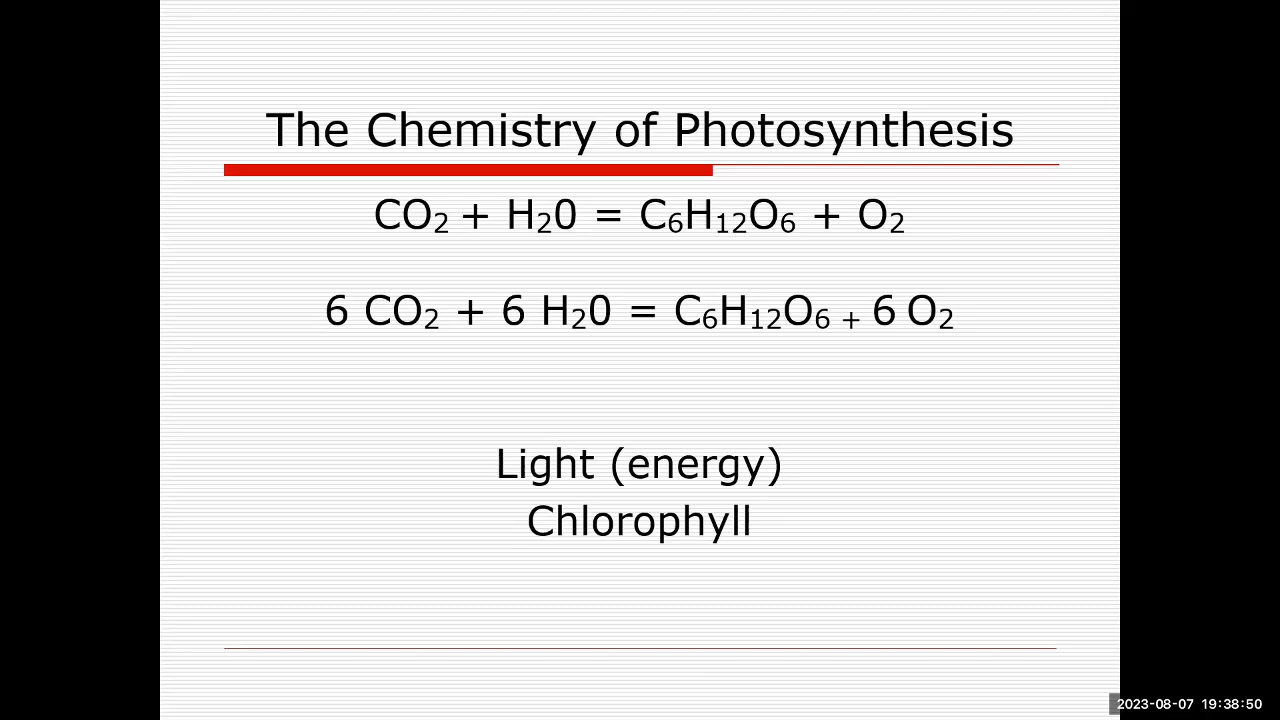 The Chemistry of Photosynthesis
CO₂ + H₂0 = C₆H₁₂O₆ + O₂
6 CO₂ + 6 H₂0 = C₆H₁₂O₆ + 6 O₂
Light (energy)
Chlorophyll
2023-08-07 19:38:50